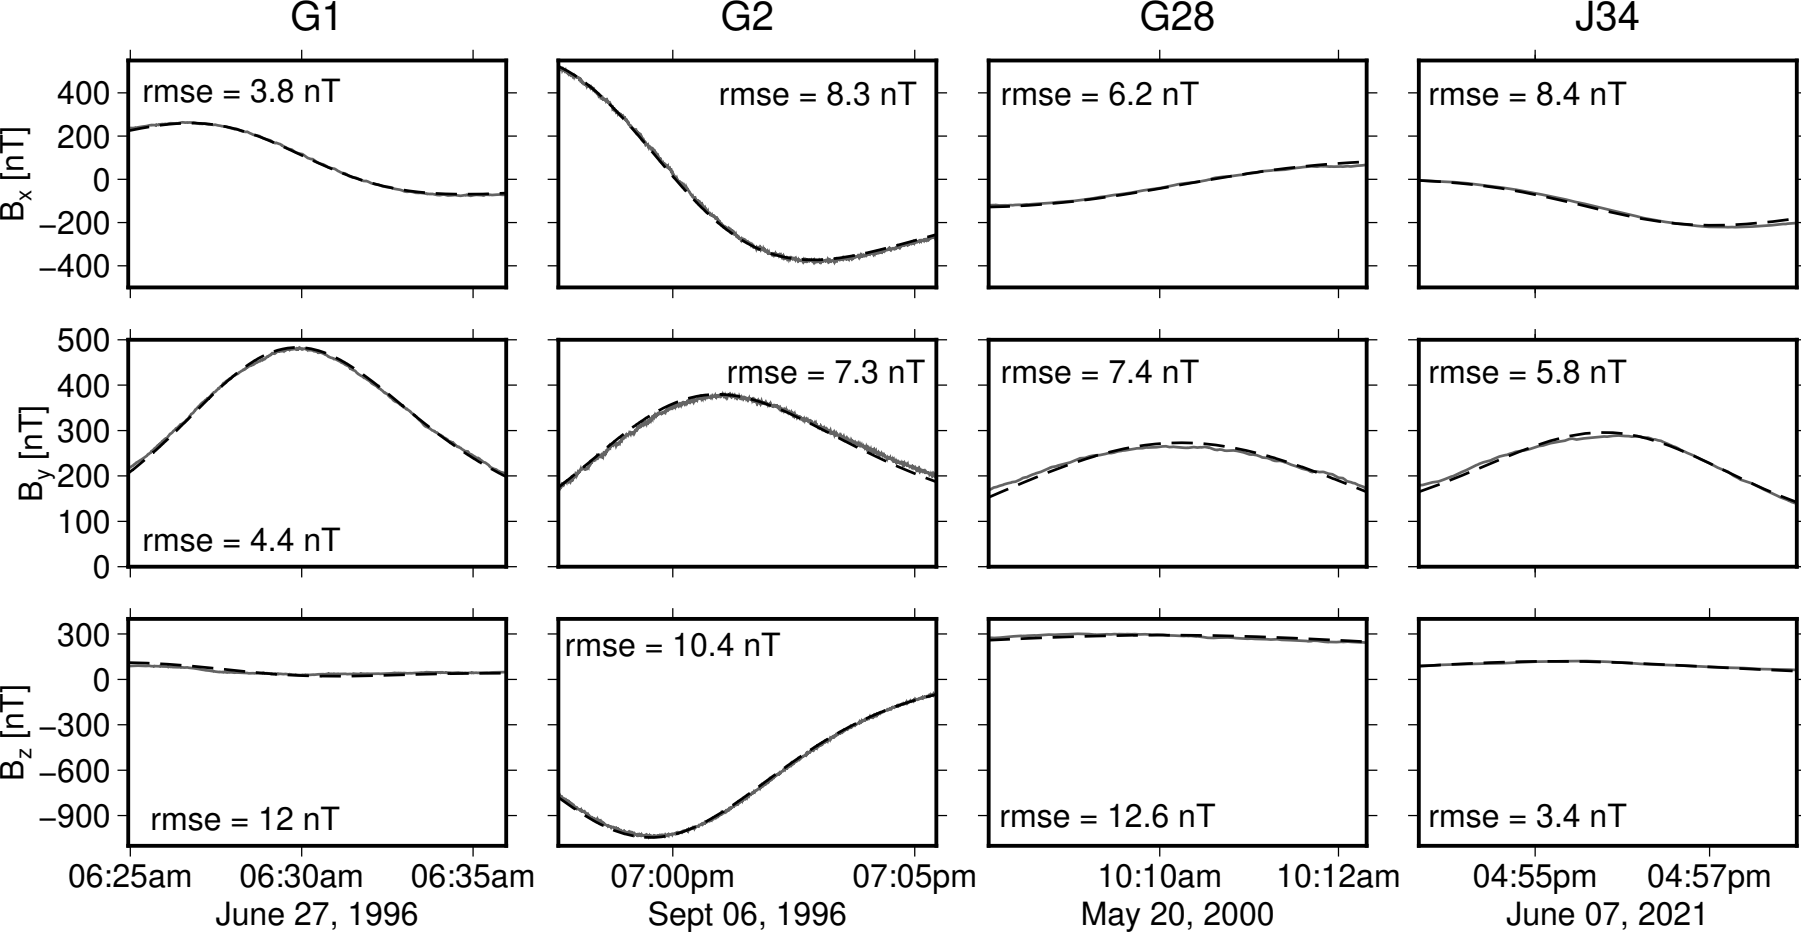 G1 G2 G28 J34
400
200
0
−200
−400
Bx [nT]
rmse = 3.8 nT
rmse = 8.3 nT
rmse = 6.2 nT
rmse = 8.4 nT
500
400
300
200
100
0
By [nT]
rmse = 4.4 nT
rmse = 7.3 nT
rmse = 7.4 nT
rmse = 5.8 nT
300
0
−300
−600
−900
Bz [nT]
rmse = 12 nT
rmse = 10.4 nT
rmse = 12.6 nT
rmse = 3.4 nT
06:25am 06:30am 06:35am 07:00pm 07:05pm 10:10am 10:12am 04:55pm 04:57pm
June 27, 1996 Sept 06, 1996 May 20, 2000 June 07, 2021